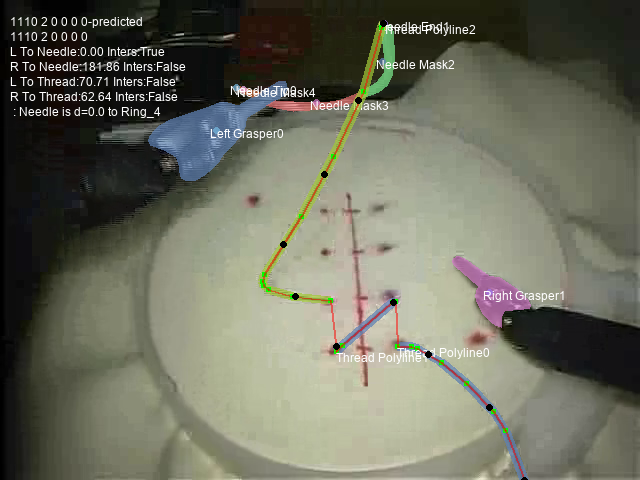 1110 2 0 0 0 0-predicted
1110 2 0 0 0 0
L To Needle:0.00 Inters:True
R To Needle:181.86 Inters:False
L To Thread:70.71 Inters:False
R To Thread:62.64 Inters:False
: Needle is d=0.0 to Ring_4
Needle End1
Thread Polyline2
Needle Mask2
Needle Mask4
Needle Mask3
Left Grasper0
Right Grasper1
Thread Polyline0
Thread Polyline1